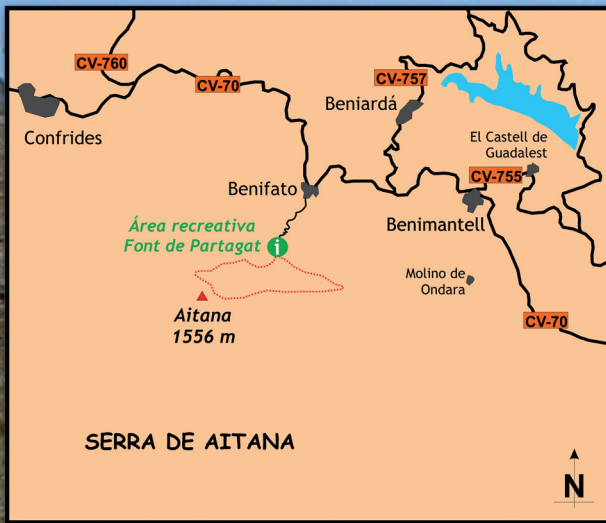 CV-760
CV-70
CV-757
Confrides
Beniardá
El Castell de
Guadalest
CV-755
Benifato
Benimantell
Área recreativa
Font de Partagat
i
Molino de
Ondara
Aitana
1556 m
CV-70
SERRA DE AITANA
N